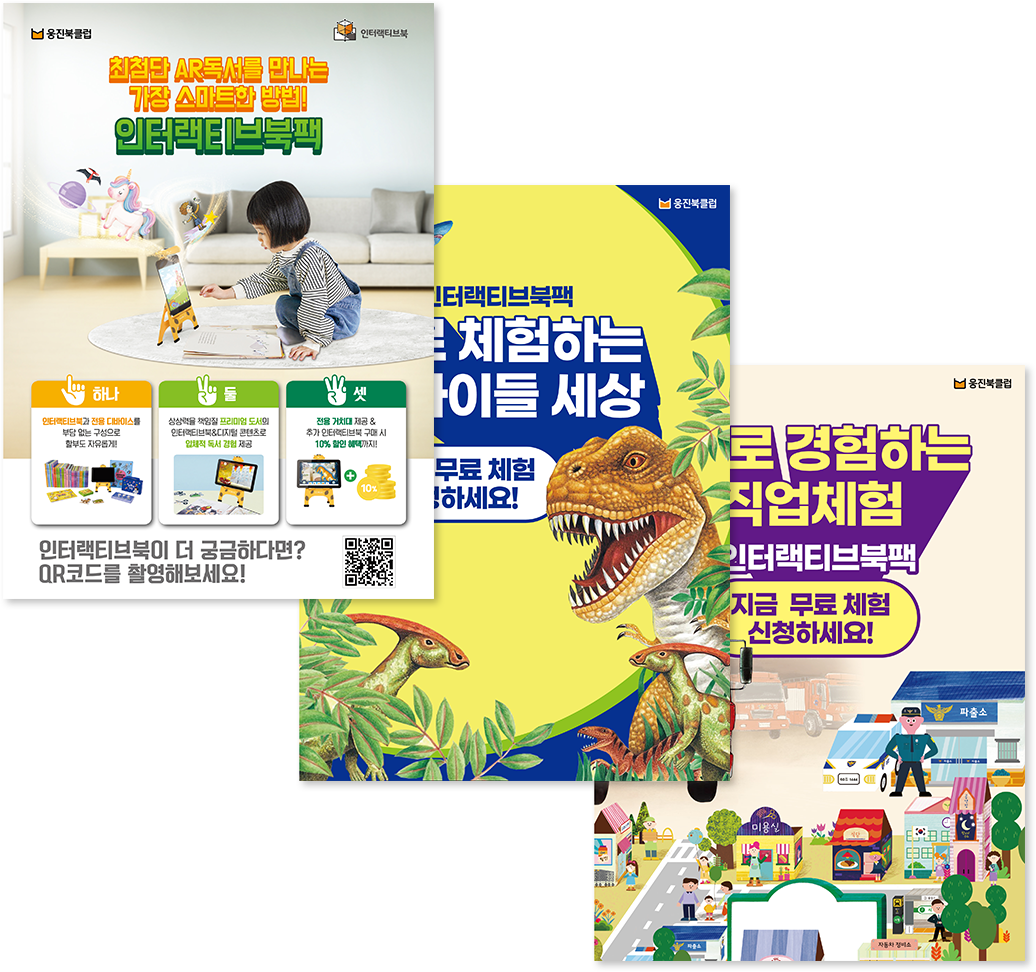 웅진북클럽
인터랙티브북
최첨단 AR독서를 만나는
가장 스마트한 방법!
인터랙티브북팩
하나
인터랙티브북과 전용 디바이스를
부담 없는 구성으로
할부도 자유롭게!
둘
상상력을 책임질 프리미엄 도서의
인터랙티브북&디지털 콘텐츠로
입체적 독서 경험 제공
셋
전용 거치대 제공 &
추가 인터랙티브북 구매 시
10% 할인 혜택까지!
10%
인터랙티브북이 더 궁금하다면?
QR코드를 촬영해보세요!
웅진북클럽
인터랙티브북팩
체험하는
이들 세상
무료 체험
하세요!
웅진북클럽
로 경험하는
직업체험
인터랙티브북팩
지금 무료 체험
신청하세요!
파출소
미용실
파출소
자동차 정비소